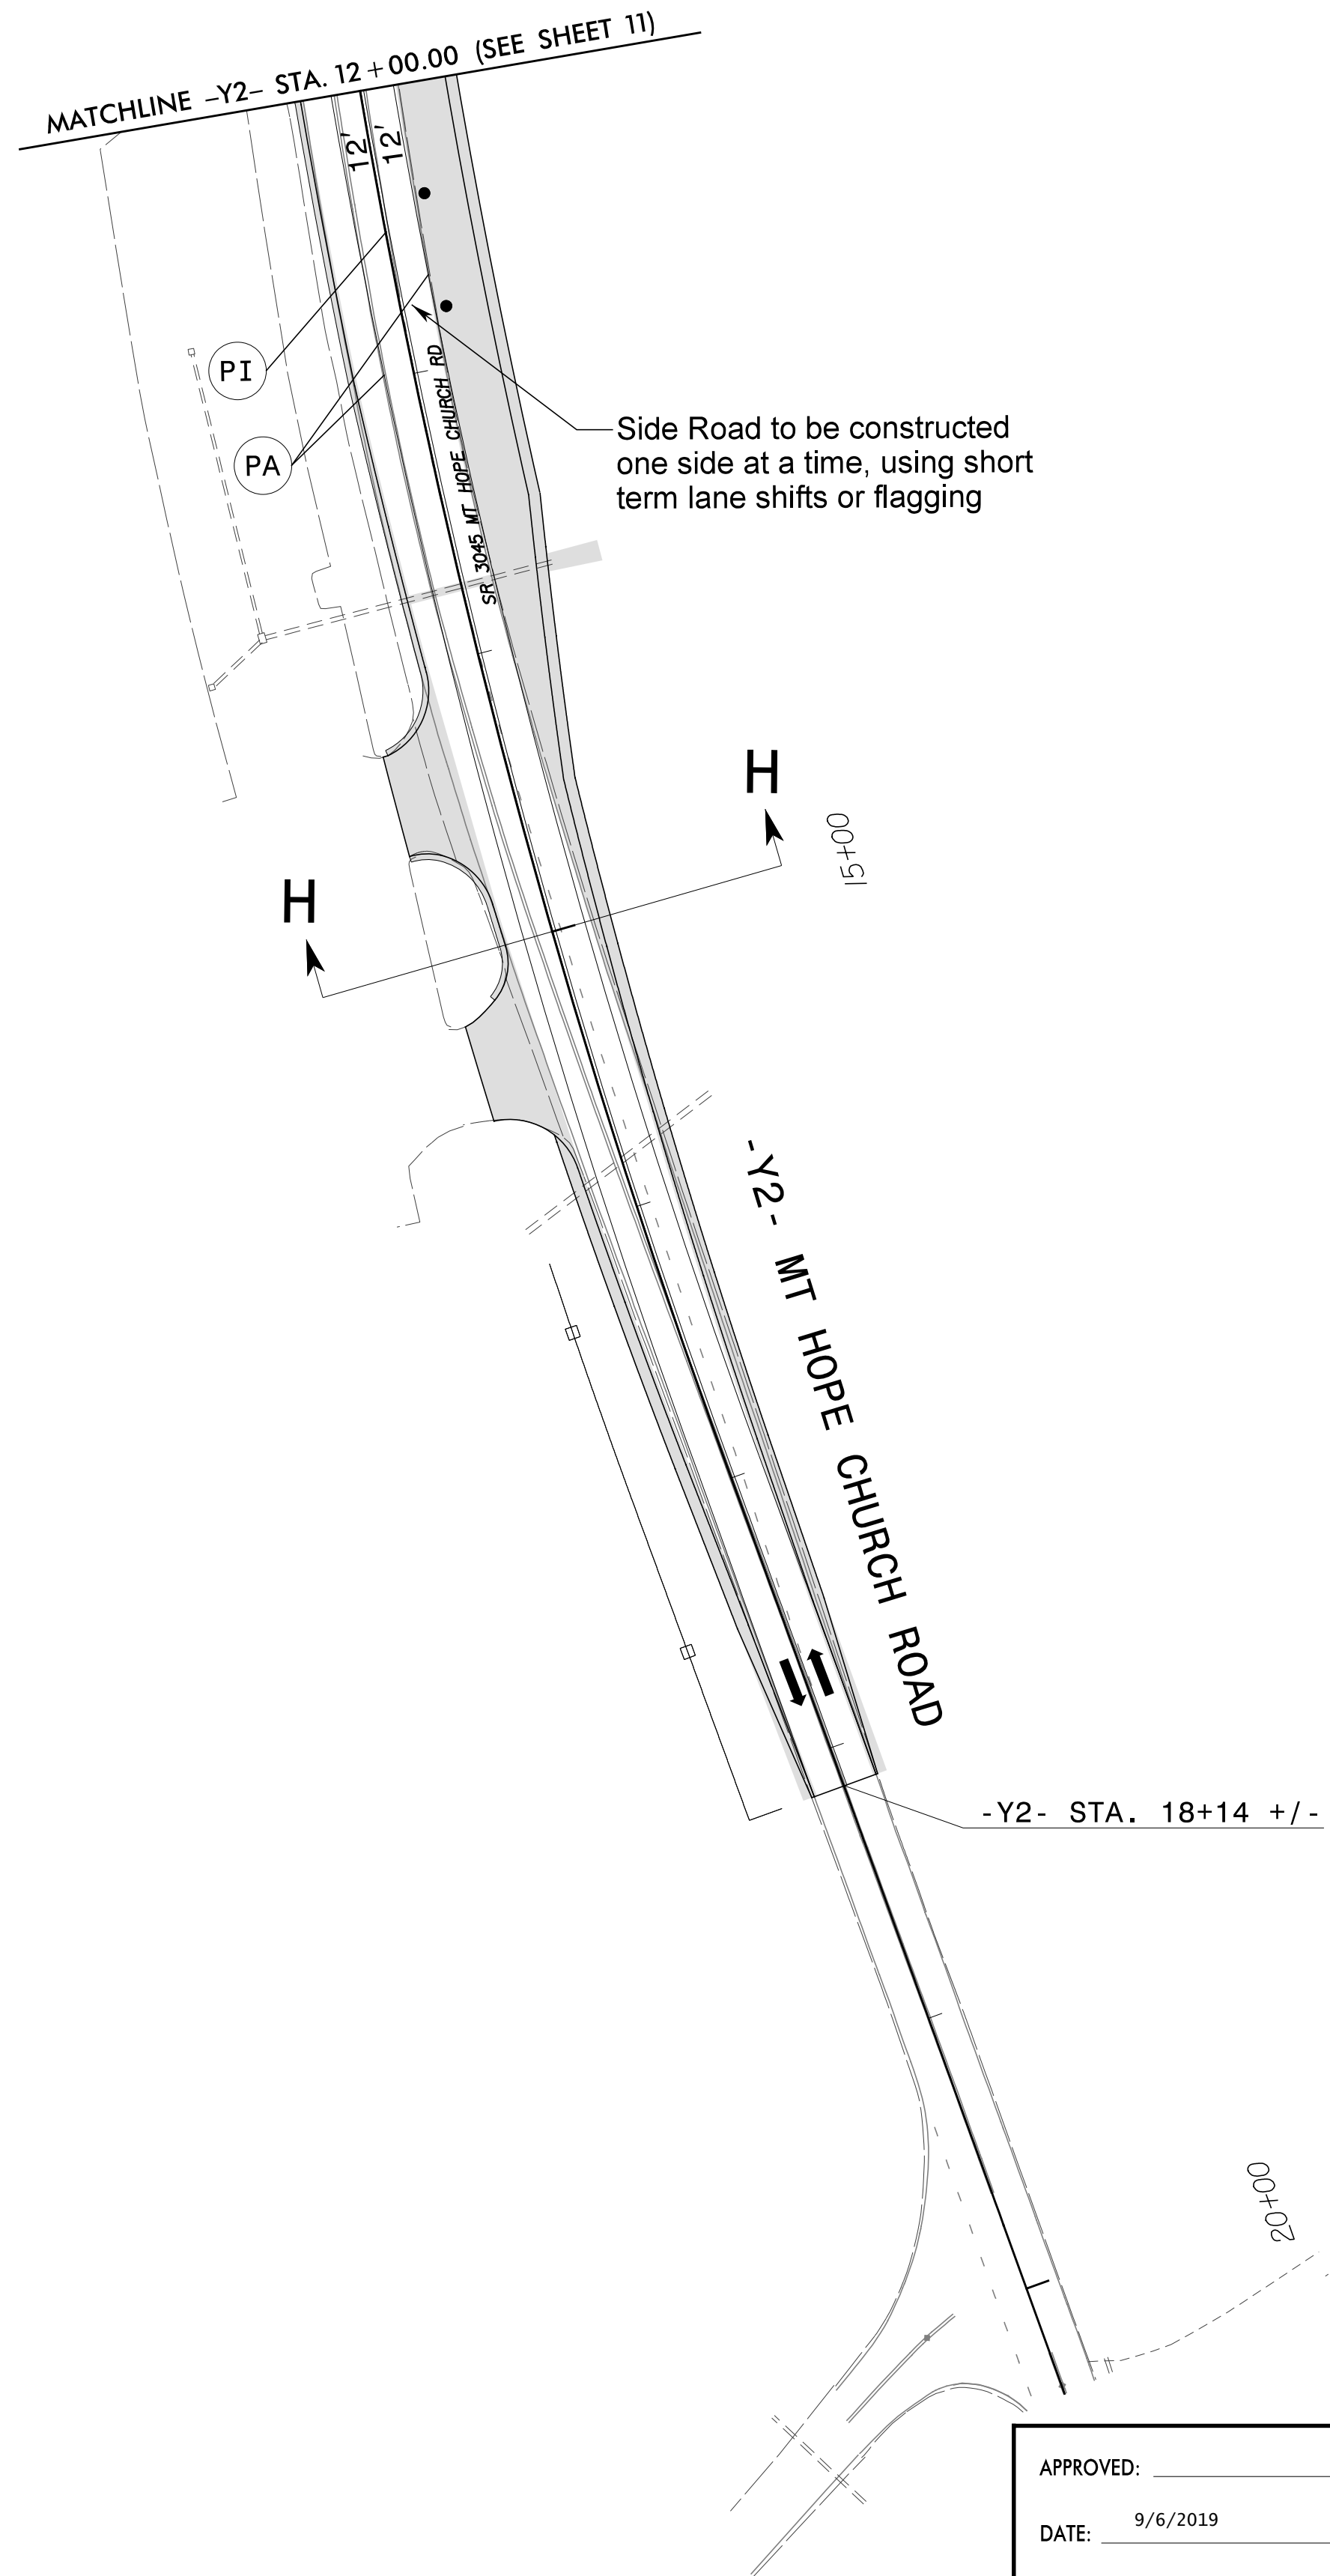 MATCHLINE -Y2- STA. 12+00.00 (SEE SHEET 11)
12'
12'
PI
PA
SR 3045 MT HOPE CHURCH RD
Side Road to be constructed
one side at a time, using short
term lane shifts or flagging
H
H
15+00
-Y2- MT HOPE CHURCH ROAD
-Y2- STA. 18+14 +/-
20+00
APPROVED:
DATE: 9/6/2019